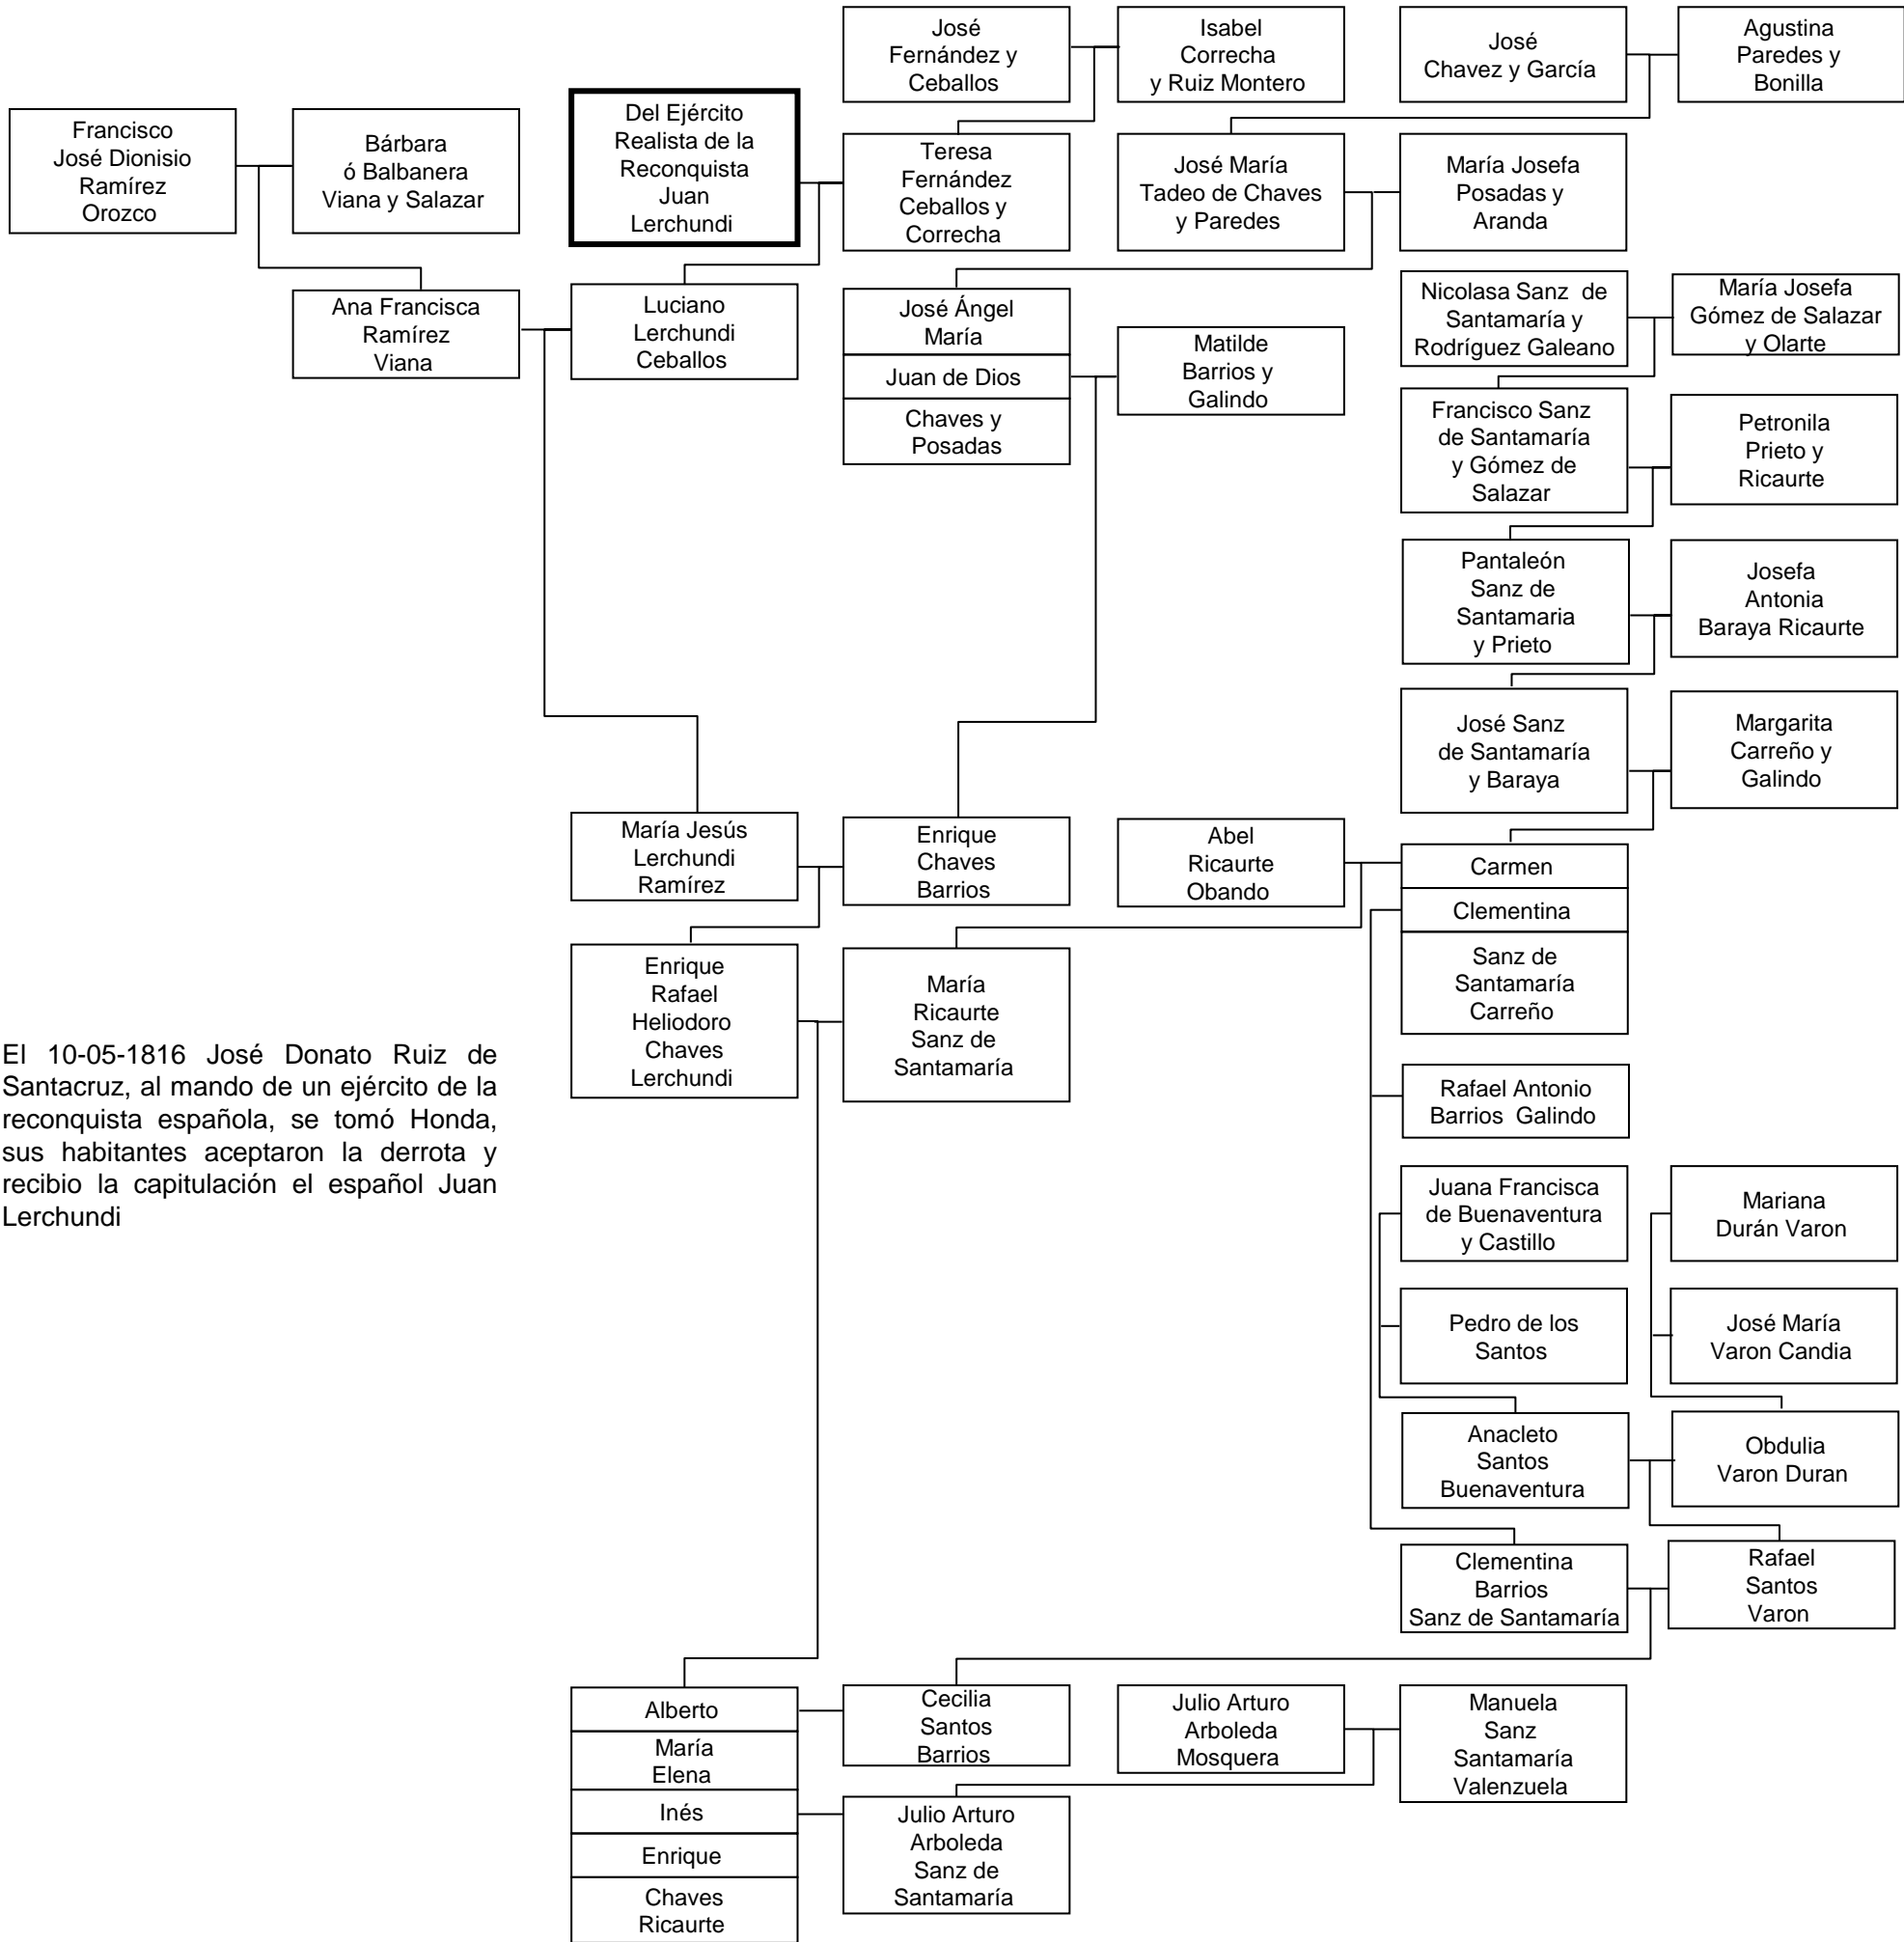 José
Fernández y
Ceballos
Isabel
Correcha
y Ruiz Montero
José
Chavez y García
Agustina
Paredes y
Bonilla
Francisco
José Dionisio
Ramírez
Orozco
Bárbara
ó Balbanera
Viana y Salazar
Del Ejército
Realista de la
Reconquista
Juan
Lerchundi
Teresa
Fernández
Ceballos y
Correcha
José María
Tadeo de Chaves
y Paredes
María Josefa
Posadas y
Aranda
Ana Francisca
Ramírez
Viana
Luciano
Lerchundi
Ceballos
José Ángel
María
Juan de Dios
Chaves y
Posadas
Matilde
Barrios y
Galindo
Nicolasa Sanz de
Santamaría y
Rodríguez Galeano
María Josefa
Gómez de Salazar
y Olarte
Francisco Sanz
de Santamaría
y Gómez de
Salazar
Petronila
Prieto y
Ricaurte
Pantaleón
Sanz de
Santamaria
y Prieto
Josefa
Antonia
Baraya Ricaurte
José Sanz
de Santamaría
y Baraya
Margarita
Carreño y
Galindo
María Jesús
Lerchundi
Ramírez
Enrique
Chaves
Barrios
Abel
Ricaurte
Obando
Carmen
Clementina
Sanz de
Santamaría
Carreño
Enrique
Rafael
Heliodoro
Chaves
Lerchundi
María
Ricaurte
Sanz de
Santamaría
El 10-05-1816 José Donato Ruiz de
Santacruz, al mando de un ejército de la
reconquista española, se tomó Honda,
sus habitantes aceptaron la derrota y
recibio la capitulación el español Juan
Lerchundi
Rafael Antonio
Barrios Galindo
Juana Francisca
de Buenaventura
y Castillo
Mariana
Durán Varon
Pedro de los
Santos
José María
Varon Candia
Anacleto
Santos
Buenaventura
Obdulia
Varon Duran
Clementina
Barrios
Sanz de Santamaría
Rafael
Santos
Varon
Alberto
María
Elena
Inés
Enrique
Chaves
Ricaurte
Cecilia
Santos
Barrios
Julio Arturo
Arboleda
Mosquera
Manuela
Sanz
Santamaría
Valenzuela
Julio Arturo
Arboleda
Sanz de
Santamaría